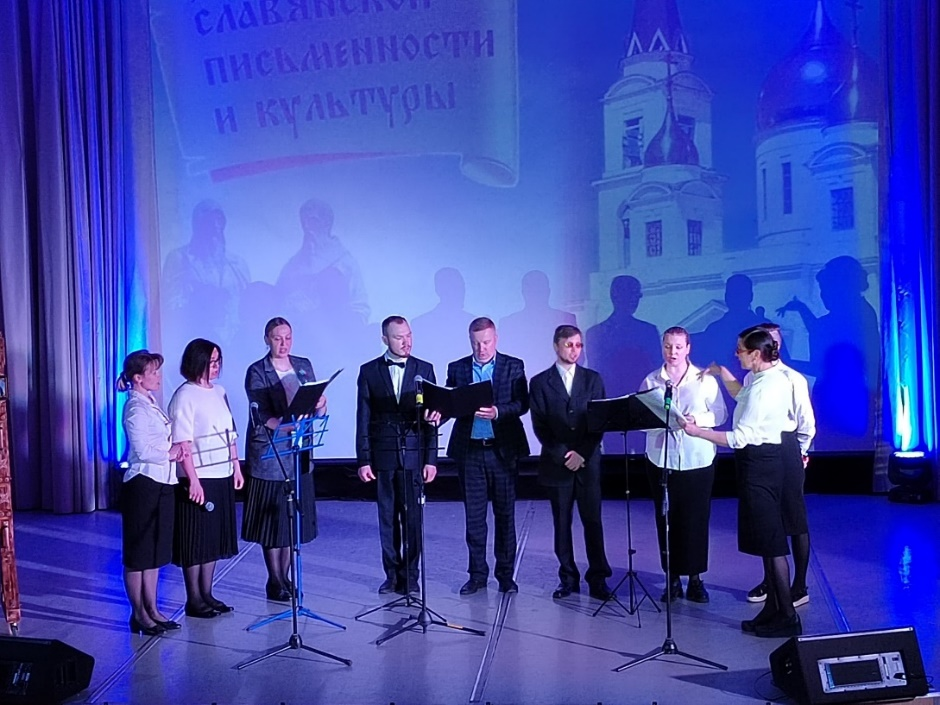 славянской
письменности
и культуры